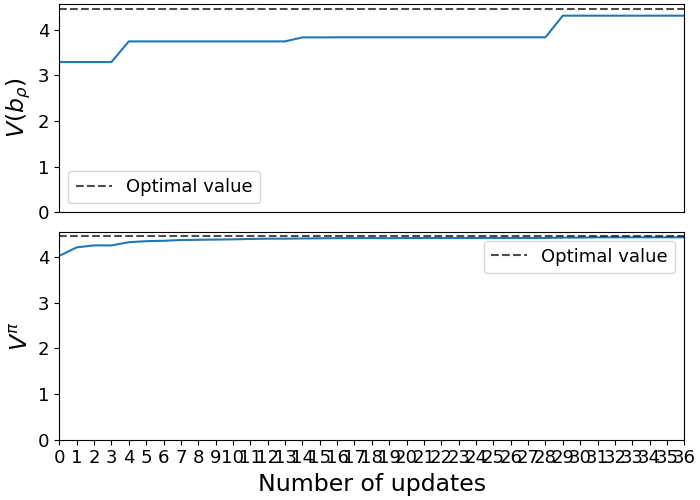 4
3
2
1
0
V(b_ρ)
Optimal value
4
3
2
1
0
V^π
Optimal value
0 1 2 3 4 5 6 7 8 9 10 11 12 13 14 15 16 17 18 19 20 21 22 23 24 25 26 27 28 29 30 31 32 33 34 35 36
Number of updates